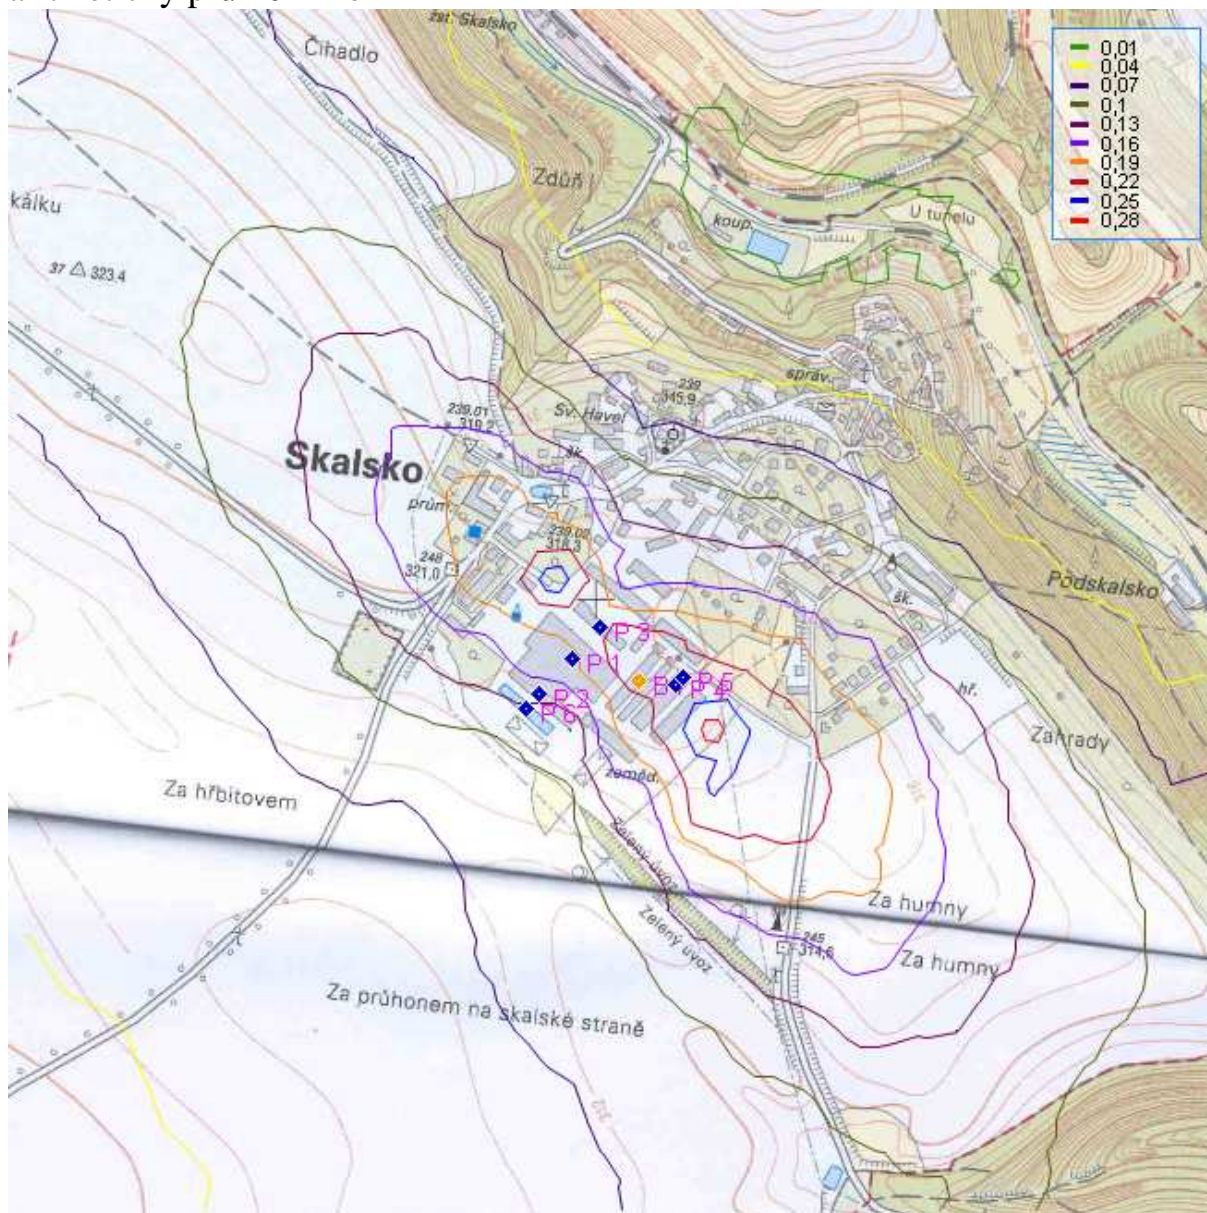 žst. Skalsko
Čihadlo
0,01
0,04
0,07
0,1
0,13
0,16
0,19
0,22
0,25
0,28
Zdůň
kálku
koup.
U tunelu
37 323.4
správ.
239
345,9
239.01
319,2
Sv. Havel
šk.
Skalsko
prům.
239.02
318,3
248
321,0
Podskalsko
šk.
P 3
P 1
P 5
E P 4
P 2
P 6
hř.
Zahrady
zeměd.
Za hřbitovem
Zelený úvoz
Za humny
Zelený úvoz
245
314,6
Za humny
Za průhonem na skalské straně
312